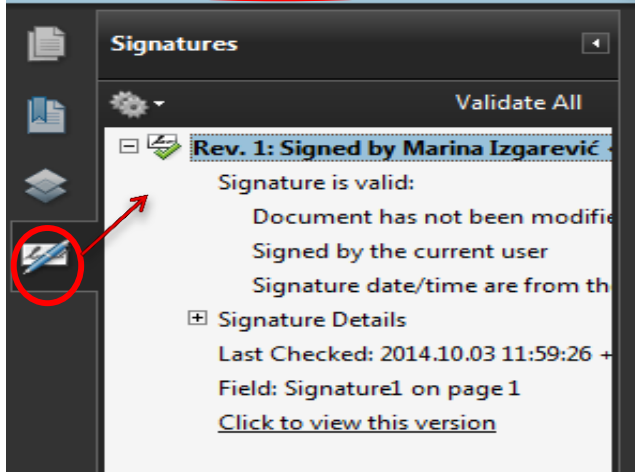 Signatures
Validate All
Rev. 1: Signed by Marina Izgarević
Signature is valid:
Document has not been modifie
Signed by the current user
Signature date/time are from th
Signature Details
Last Checked: 2014.10.03 11:59:26 +
Field: Signature1 on page 1
Click to view this version